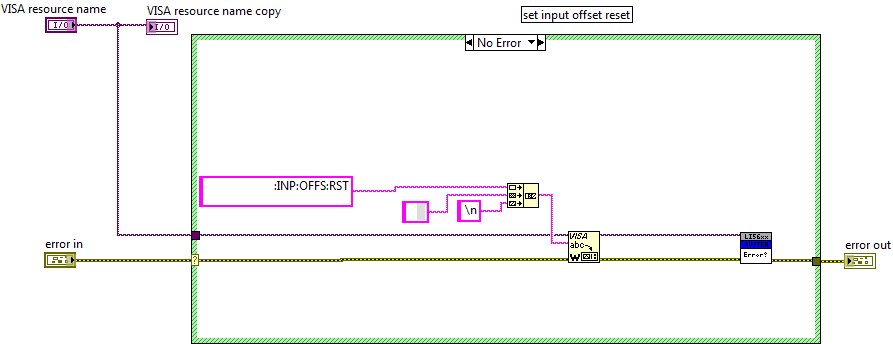 VISA resource name
VISA resource name copy
set input offset reset
I/O
I/O
No Error
:INP:OFFS:RST
\n
VISA
abc
W
LI56xx
Error?
error in
?
error out